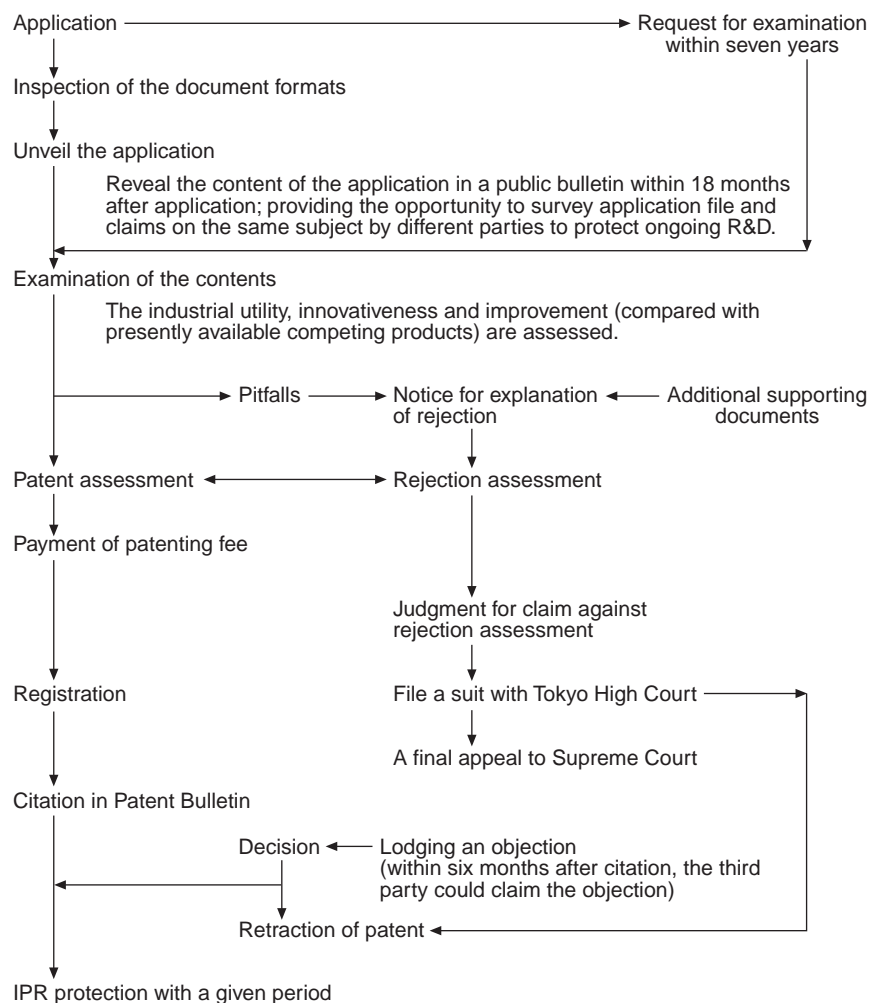 Application
Request for examination
within seven years
Inspection of the document formats
Unveil the application
Reveal the content of the application in a public bulletin within 18 months
after application; providing the opportunity to survey application file and
claims on the same subject by different parties to protect ongoing R&D.
Examination of the contents
The industrial utility, innovativeness and improvement (compared with
presently available competing products) are assessed.
Pitfalls
Notice for explanation
of rejection
Additional supporting
documents
Patent assessment
Rejection assessment
Payment of patenting fee
Judgment for claim against
rejection assessment
Registration
File a suit with Tokyo High Court
A final appeal to Supreme Court
Citation in Patent Bulletin
Decision
Lodging an objection
(within six months after citation, the third
party could claim the objection)
Retraction of patent
IPR protection with a given period